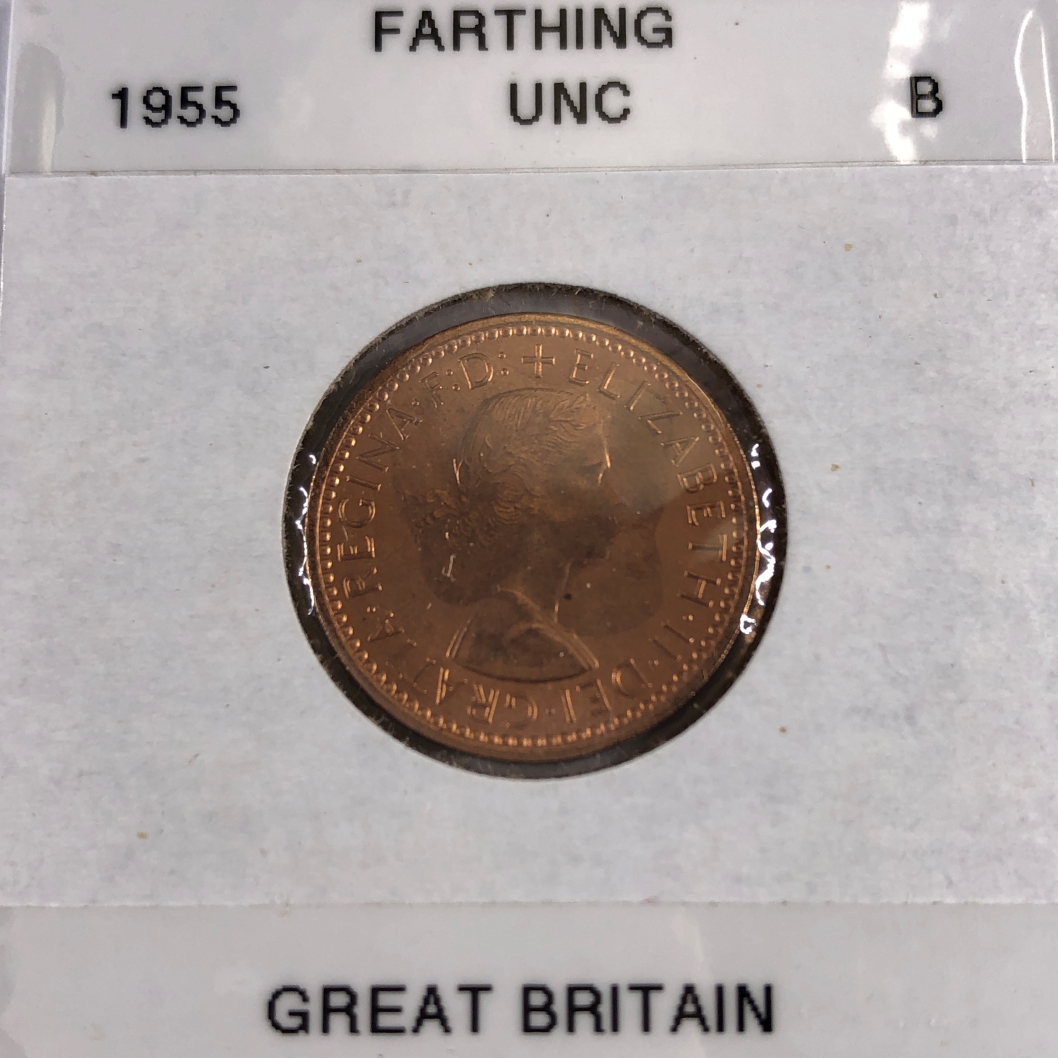 FARTHING
1955 UNC B
+ ELIZABETH·II·DEI·GRATIA·REGINA·F:D:
GREAT BRITAIN